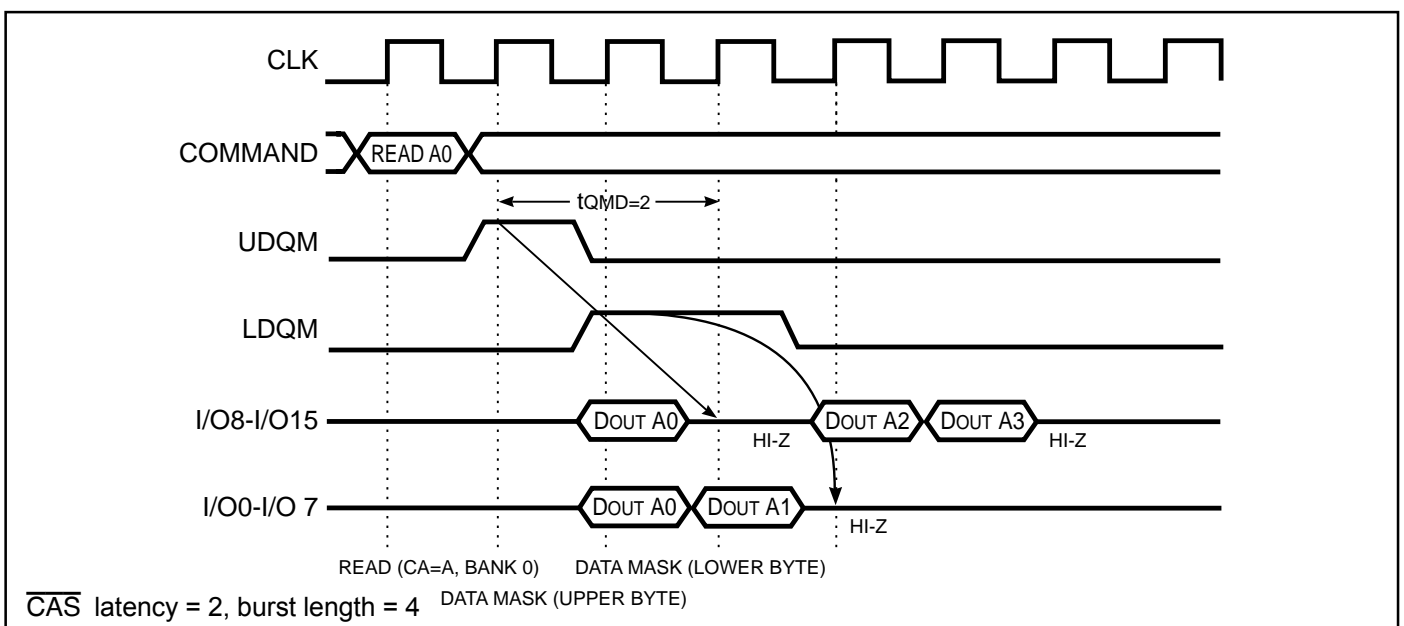 CLK
COMMAND READ A0
tQMD=2
UDQM
LDQM
I/O8-I/O15 DOUT A0 HI-Z DOUT A2 DOUT A3 HI-Z
I/O0-I/O 7 DOUT A0 DOUT A1 HI-Z
READ (CA=A, BANK 0) DATA MASK (LOWER BYTE)
CAS latency = 2, burst length = 4 DATA MASK (UPPER BYTE)